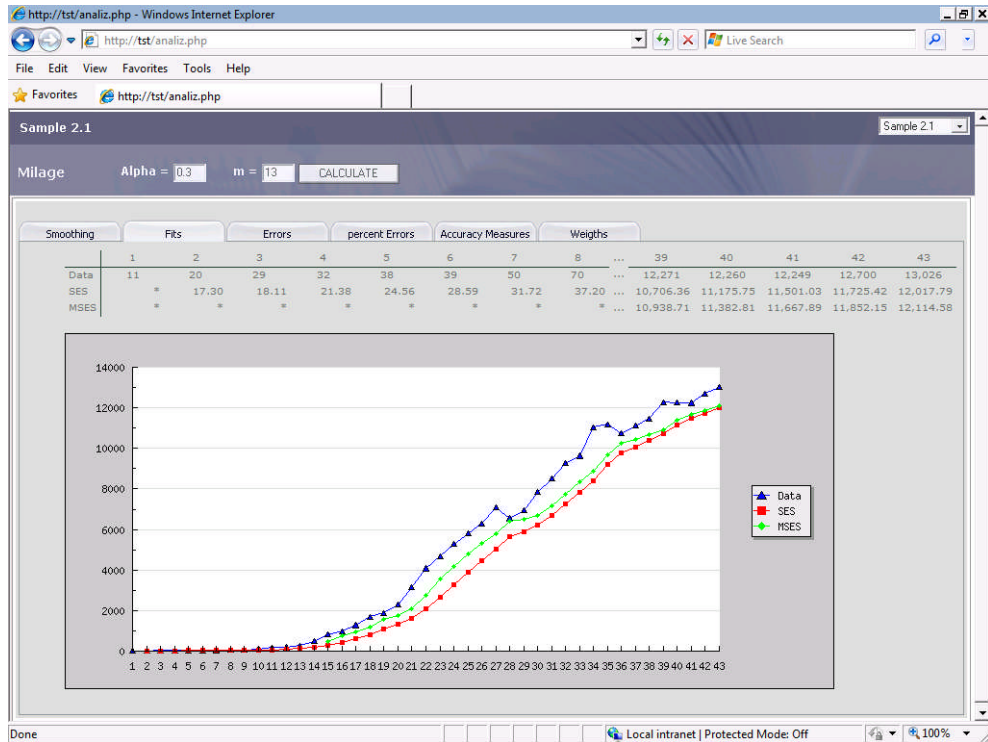 http://tst/analiz.php - Windows Internet Explorer
http://tst/analiz.php
Live Search
File Edit View Favorites Tools Help
Favorites http://tst/analiz.php
Sample 2.1 Sample 2.1
Milage Alpha = 0.3 m = 13 CALCULATE
Smoothing Fits Errors percent Errors Accuracy Measures Weigths
1 2 3 4 5 6 7 8 ... 39 40 41 42 43
Data 11 20 29 32 38 39 50 70 ... 12,271 12,260 12,249 12,700 13,026
SES * 17.30 18.11 21.38 24.56 28.59 31.72 37.20 ... 10,706.36 11,175.75 11,501.03 11,725.42 12,017.79
MSES * * * * * * * * ... 10,938.71 11,382.81 11,667.89 11,852.15 12,114.58
14000
12000
10000
8000
6000
4000
2000
0
Data
SES
MSES
1 2 3 4 5 6 7 8 9 10 11 12 13 14 15 16 17 18 19 20 21 22 23 24 25 26 27 28 29 30 31 32 33 34 35 36 37 38 39 40 41 42 43
Done Local intranet | Protected Mode: Off 100%